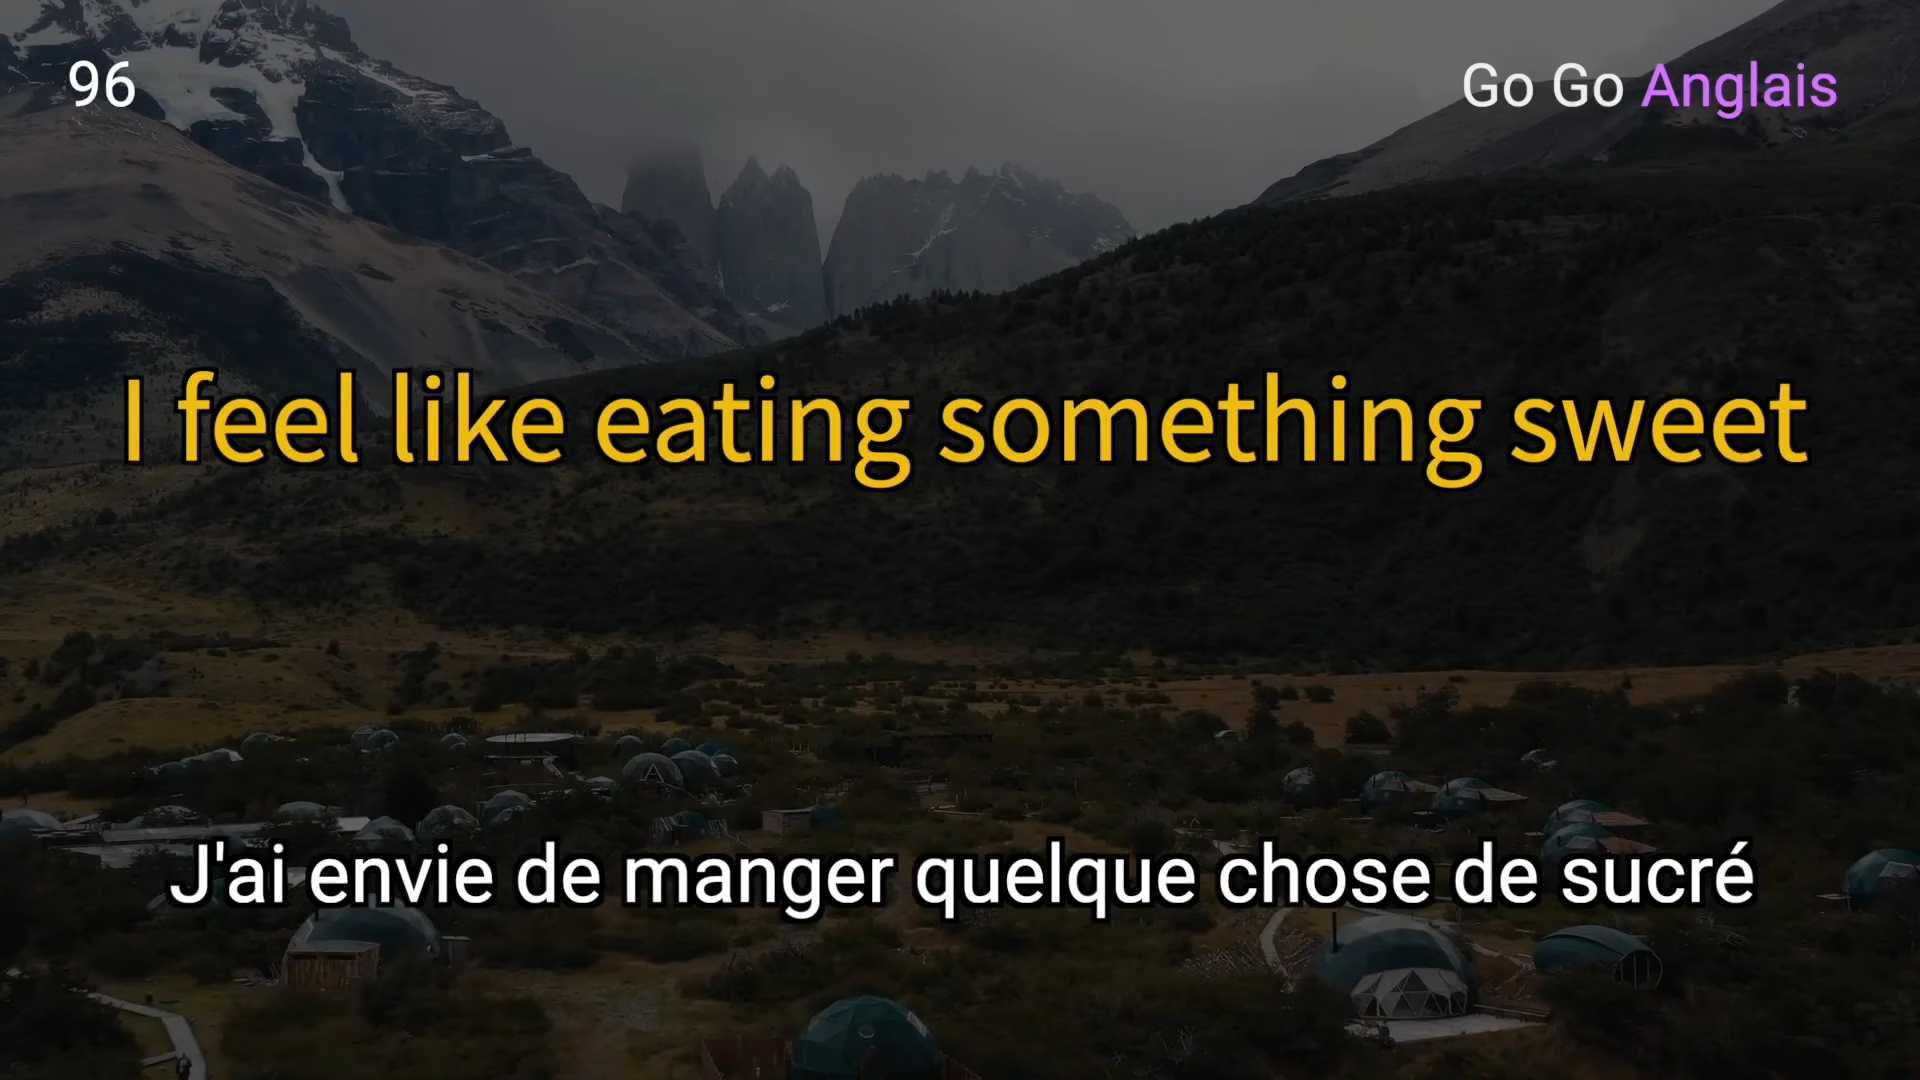 96
Go Go Anglais
I feel like eating something sweet
J'ai envie de manger quelque chose de sucré